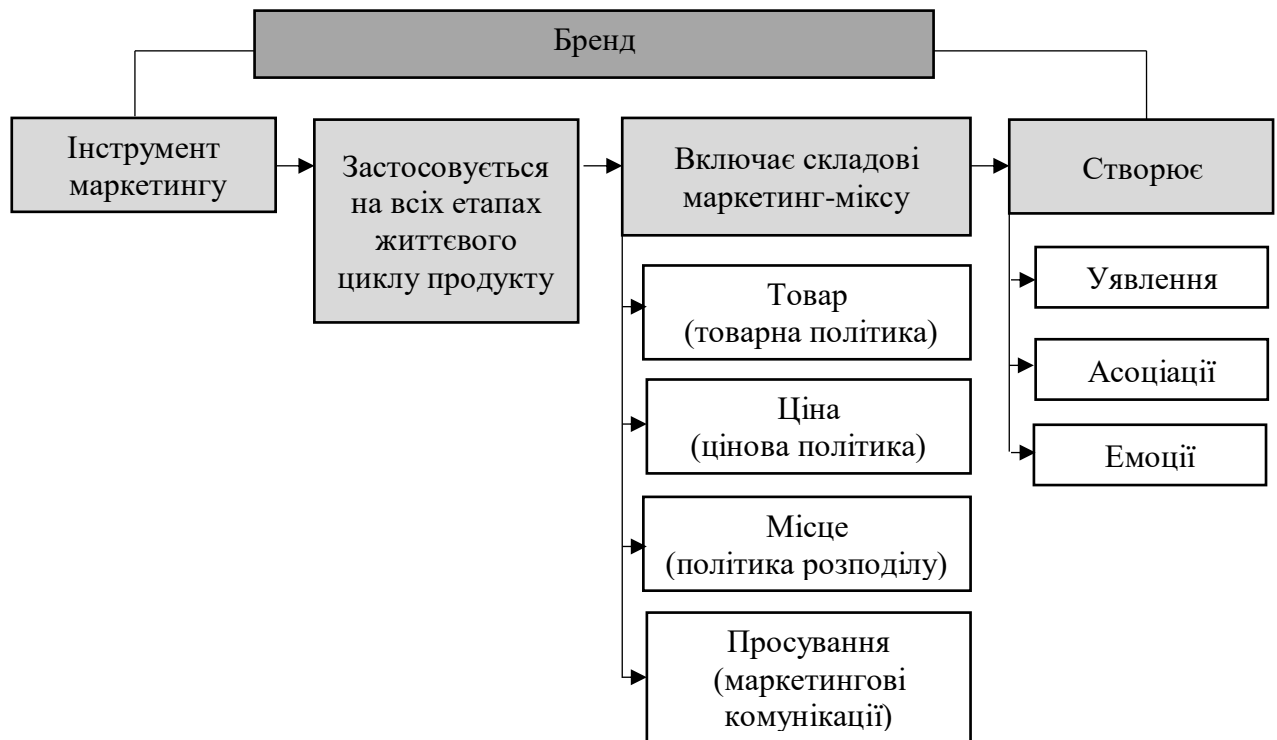 Бренд
Інструмент
маркетингу
Застосовується
на всіх етапах
життєвого
циклу продукту
Включає складові
маркетинг-міксу
Створює
Товар
(товарна політика)
Ціна
(цінова політика)
Місце
(політика розподілу)
Просування
(маркетингові
комунікації)
Уявлення
Асоціації
Емоції